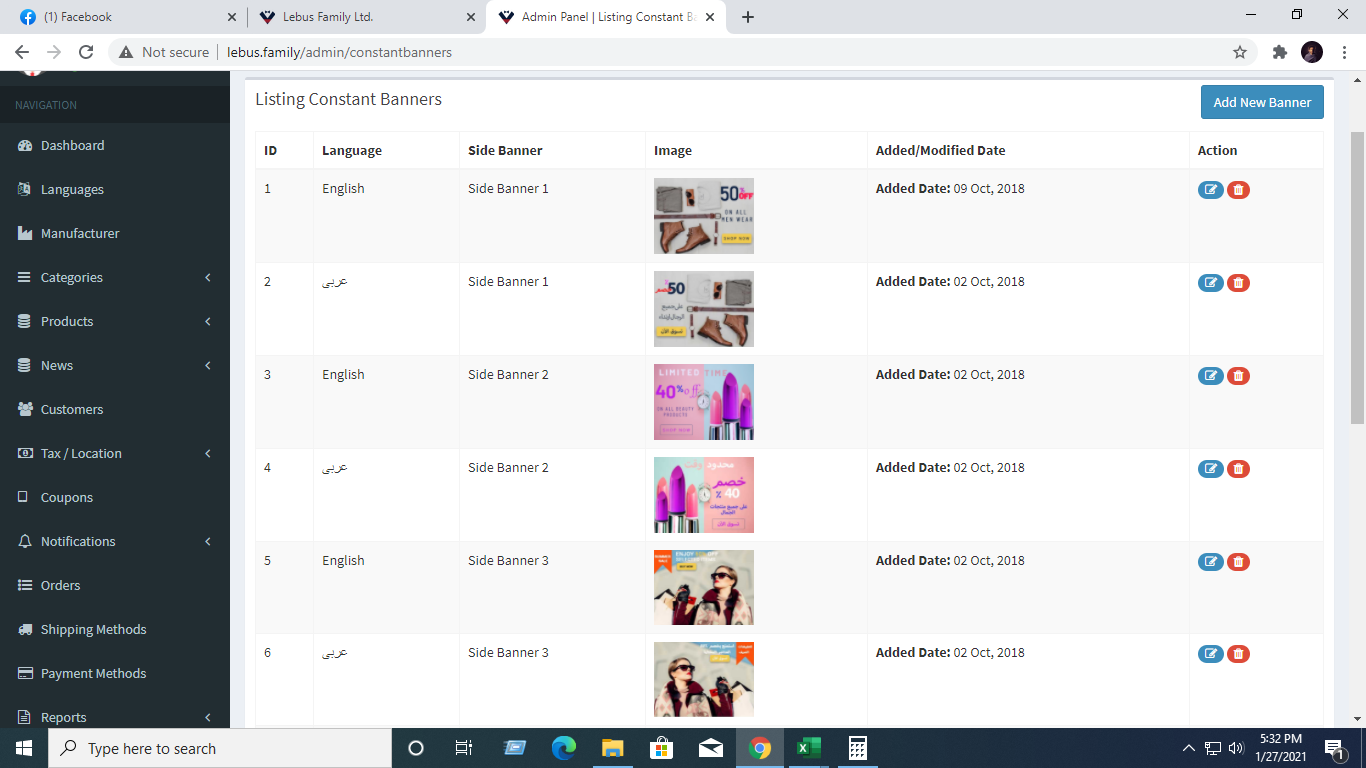 (1) Facebook
Lebus Family Ltd.
Admin Panel | Listing Constant B
Not secure
lebus.family/admin/constantbanners
NAVIGATION
Dashboard
Languages
Manufacturer
Categories
Products
News
Customers
Tax / Location
Coupons
Notifications
Orders
Shipping Methods
Payment Methods
Reports
Listing Constant Banners
Add New Banner
ID Language Side Banner Image Added/Modified Date Action
1 English Side Banner 1 Added Date: 09 Oct, 2018
50% OFF
ON ALL
MEN WEAR
SHOP NOW
2 عربى Side Banner 1 Added Date: 02 Oct, 2018
50% خصم
على جميع
تسوق الآن
3 English Side Banner 2 Added Date: 02 Oct, 2018
LIMITED TIME
40% off
ON ALL BEAUTY
PRODUCTS
SHOP NOW
4 عربى Side Banner 2 Added Date: 02 Oct, 2018
محدود وقت
خصم
40 ٪
على جميع منتجات
الجمال
تسوق الآن
5 English Side Banner 3 Added Date: 02 Oct, 2018
6 عربى Side Banner 3 Added Date: 02 Oct, 2018
Type here to search
5:32 PM
1/27/2021
1